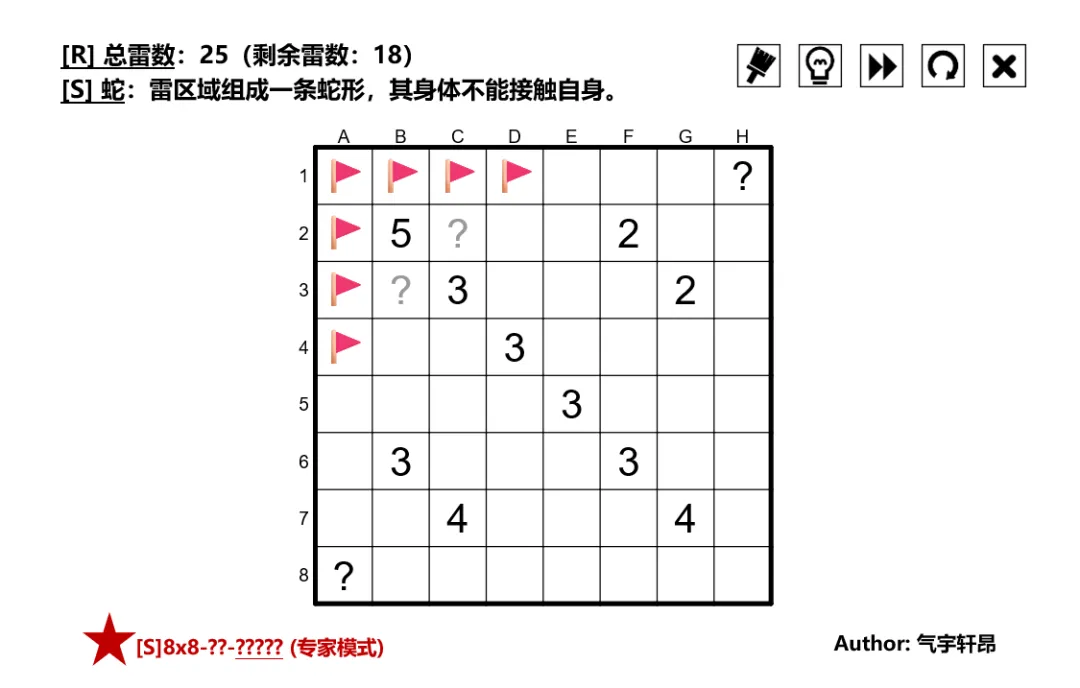 [R] 总雷数：25（剩余雷数：18）
[S] 蛇：雷区域组成一条蛇形，其身体不能接触自身。
A B C D E F G H
1 ?
2 5 ? 2
3 ? 3 2
4 3
5 3
6 3 3
7 4 4
8 ?
[S]8x8-??-????? (专家模式)
Author: 气宇轩昂